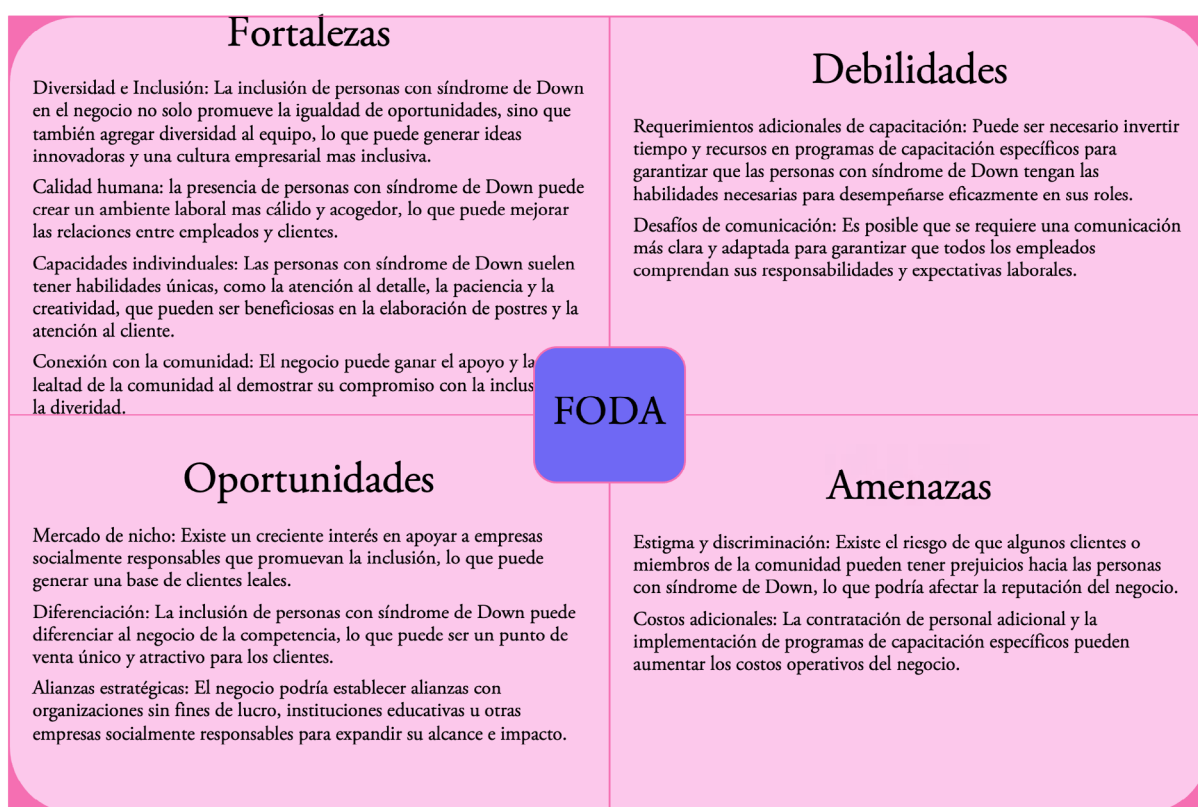 Fortalezas
Diversidad e Inclusión: La inclusión de personas con síndrome de Down
en el negocio no solo promueve la igualdad de oportunidades, sino que
también agregar diversidad al equipo, lo que puede generar ideas
innovadoras y una cultura empresarial mas inclusiva.
Calidad humana: la presencia de personas con síndrome de Down puede
crear un ambiente laboral mas cálido y acogedor, lo que puede mejorar
las relaciones entre empleados y clientes.
Capacidades indivinduales: Las personas con síndrome de Down suelen
tener habilidades únicas, como la atención al detalle, la paciencia y la
creatividad, que pueden ser beneficiosas en la elaboración de postres y la
atención al cliente.
Conexión con la comunidad: El negocio puede ganar el apoyo y la
lealtad de la comunidad al demostrar su compromiso con la inclus
la diveridad.
Debilidades
Requerimientos adicionales de capacitación: Puede ser necesario invertir
tiempo y recursos en programas de capacitación específicos para
garantizar que las personas con síndrome de Down tengan las
habilidades necesarias para desempeñarse eficazmente en sus roles.
Desafíos de comunicación: Es posible que se requiere una comunicación
más clara y adaptada para garantizar que todos los empleados
comprendan sus responsabilidades y expectativas laborales.
FODA
Oportunidades
Mercado de nicho: Existe un creciente interés en apoyar a empresas
socialmente responsables que promuevan la inclusión, lo que puede
generar una base de clientes leales.
Diferenciación: La inclusión de personas con síndrome de Down puede
diferenciar al negocio de la competencia, lo que puede ser un punto de
venta único y atractivo para los clientes.
Alianzas estratégicas: El negocio podría establecer alianzas con
organizaciones sin fines de lucro, instituciones educativas u otras
empresas socialmente responsables para expandir su alcance e impacto.
Amenazas
Estigma y discriminación: Existe el riesgo de que algunos clientes o
miembros de la comunidad pueden tener prejuicios hacia las personas
con síndrome de Down, lo que podría afectar la reputación del negocio.
Costos adicionales: La contratación de personal adicional y la
implementación de programas de capacitación específicos pueden
aumentar los costos operativos del negocio.